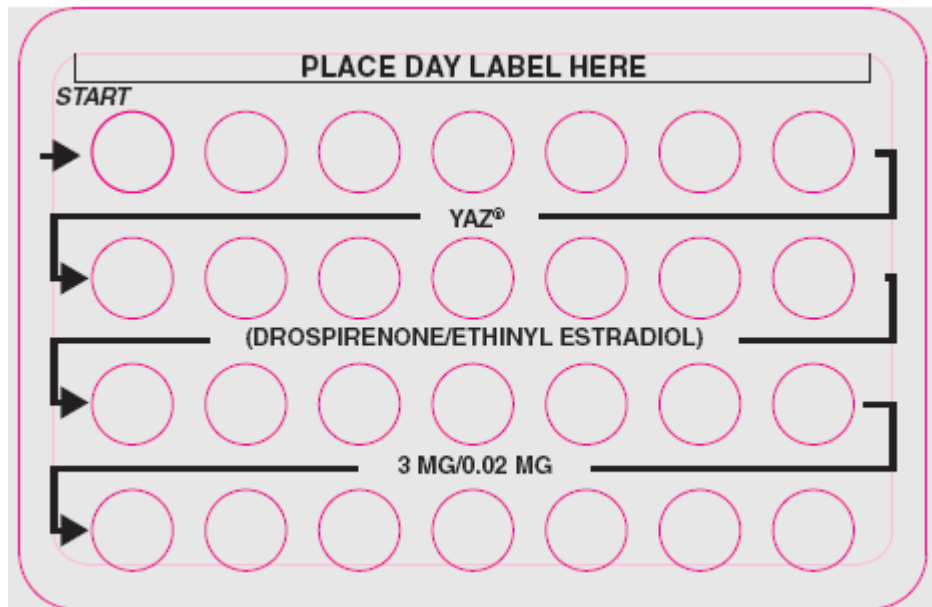 PLACE DAY LABEL HERE
START
YAZ®
(DROSPIRENONE/ETHINYL ESTRADIOL)
3 MG/0.02 MG